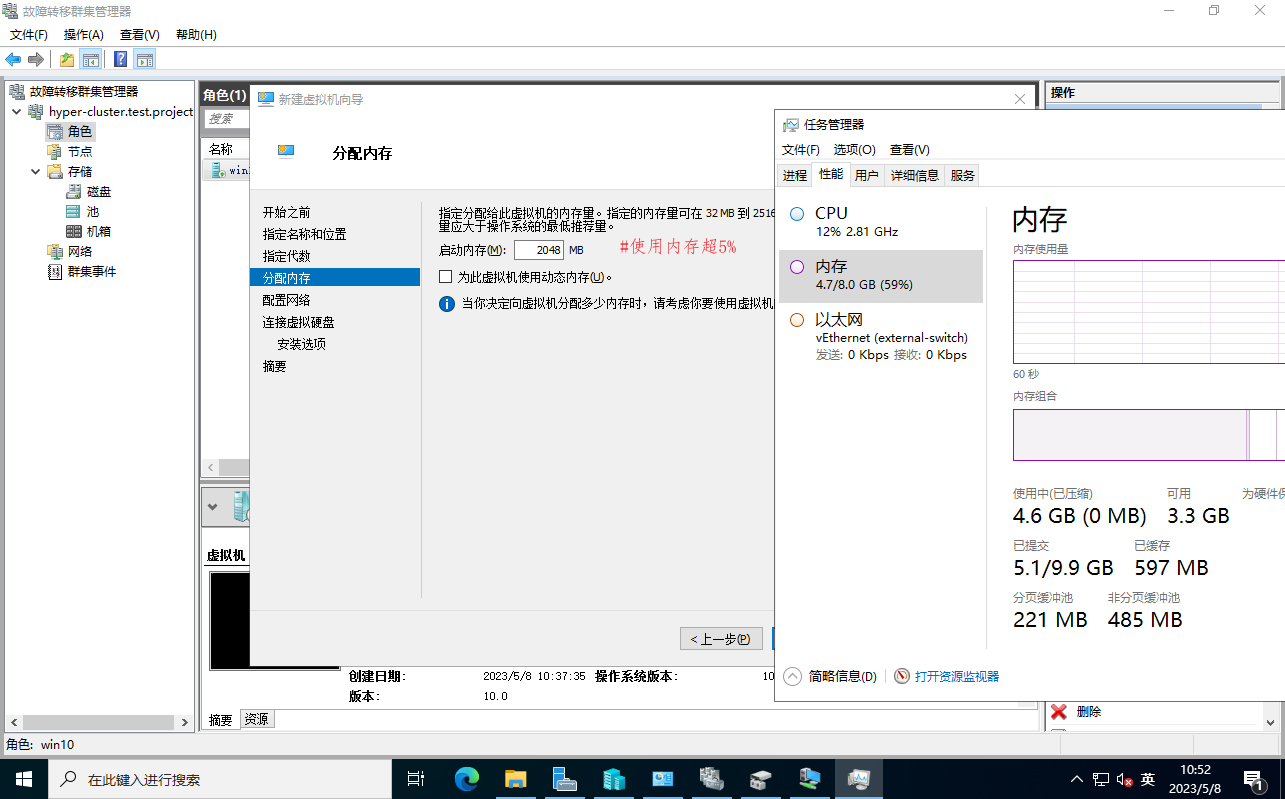 故障转移群集管理器
文件(F) 操作(A) 查看(V) 帮助(H)
故障转移群集管理器
hyper-cluster.test.project
角色
节点
存储
磁盘
池
机箱
网络
群集事件
角色(1)
搜索
名称
win
新建虚拟机向导
分配内存
开始之前
指定名称和位置
指定代数
分配内存
配置网络
连接虚拟硬盘
安装选项
摘要
指定分配给此虚拟机的内存量。指定的内存量可在 32 MB 到 2516
量应大于操作系统的最低推荐量。
启动内存(M): 2048 MB
#使用内存超5%
为此虚拟机使用动态内存(U)。
当你决定向虚拟机分配多少内存时，请考虑你要使用虚拟机
< 上一步(P)
虚拟机
创建日期: 2023/5/8 10:37:35 操作系统版本: 10
版本: 10.0
摘要 资源
操作
删除
任务管理器
文件(F) 选项(O) 查看(V)
进程 性能 用户 详细信息 服务
CPU
12% 2.81 GHz
内存
4.7/8.0 GB (59%)
以太网
vEthernet (external-switch)
发送: 0 Kbps 接收: 0 Kbps
内存
内存使用量
60 秒
内存组合
使用中(已压缩) 可用 为硬件保
4.6 GB (0 MB) 3.3 GB
已提交 已缓存
5.1/9.9 GB 597 MB
分页缓冲池 非分页缓冲池
221 MB 485 MB
简略信息(D) 打开资源监视器
角色: win10
在此键入进行搜索
英
10:52
2023/5/8
1